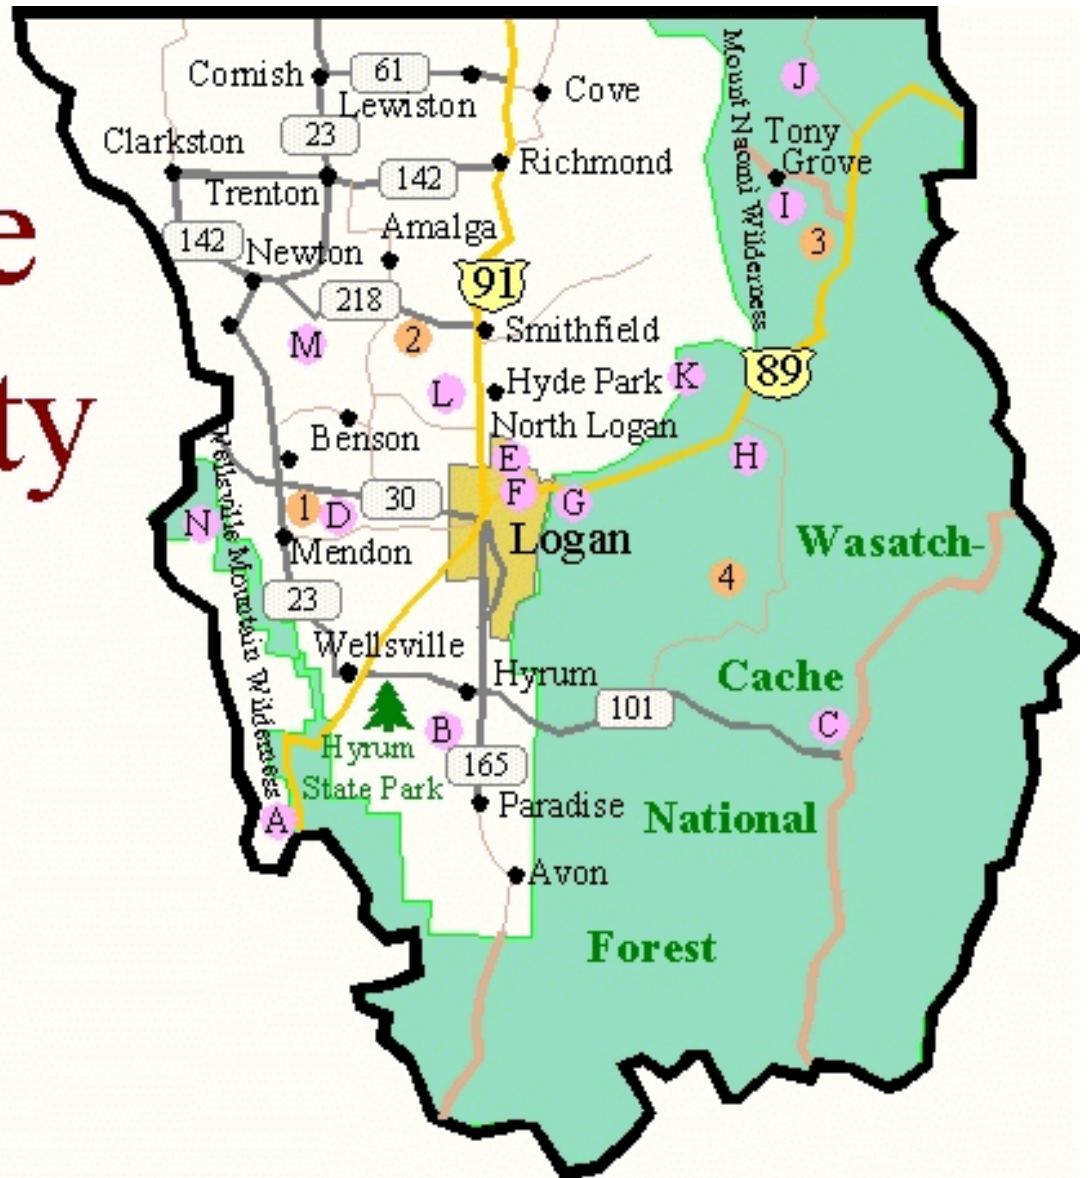 e
ty
Cornish
61
Lewiston
Cove
23
Clarkston
Richmond
Trenton
142
142
Amalga
Newton
218
91
Smithfield
M
2
Hyde Park
K
L
North Logan
Benson
E
F
G
30
1
D
N
Mendon
Logan
23
Wellsville
Hyrum
101
B
Hyrum
State Park
165
Paradise
A
Avon
Wellsville Mountain Wilderness
Mount Naomi Wilderness
J
Tony
Grove
I
3
89
H
4
C
Wasatch-
Cache
National
Forest